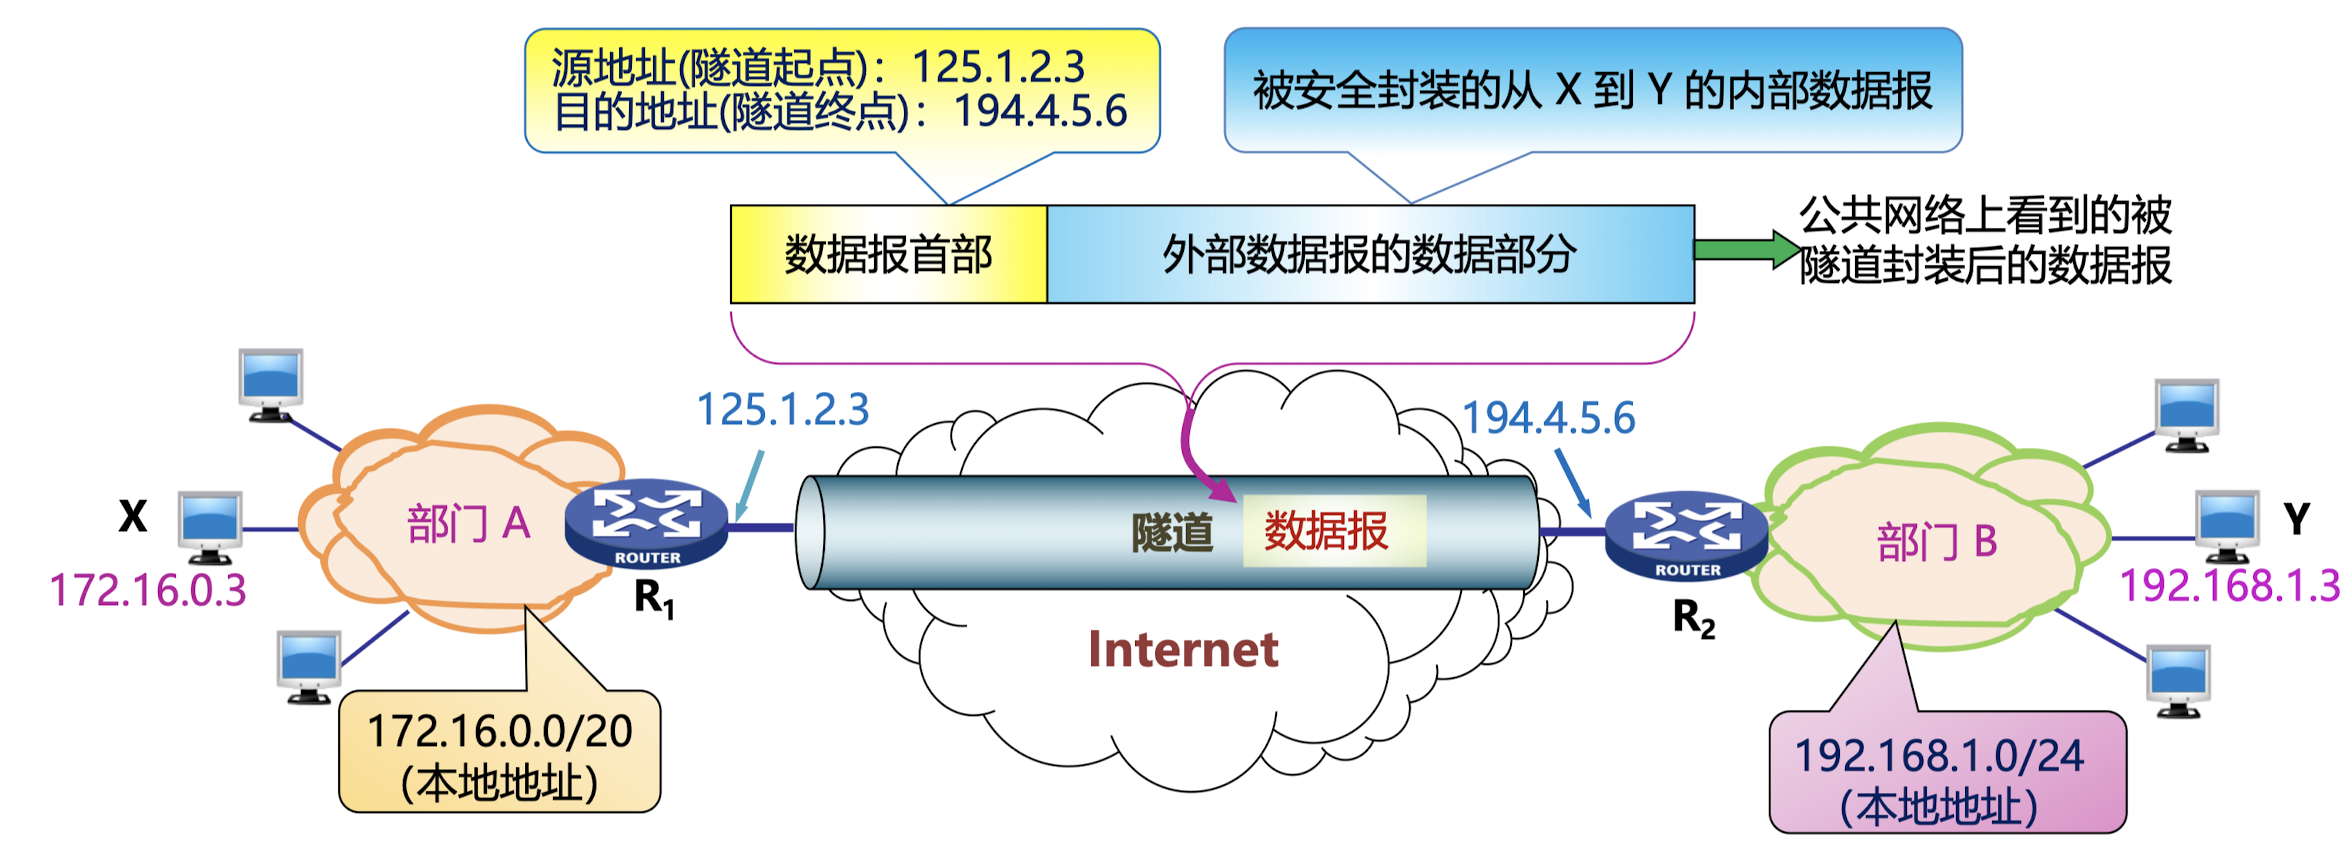 源地址(隧道起点)：125.1.2.3
目的地址(隧道终点)：194.4.5.6
被安全封装的从 X 到 Y 的内部数据报
数据报首部
外部数据报的数据部分
公共网络上看到的被
隧道封装后的数据报
125.1.2.3
194.4.5.6
X
部门 A
ROUTER
隧道
数据报
ROUTER
部门 B
Y
172.16.0.3
R1
R2
192.168.1.3
Internet
172.16.0.0/20
(本地地址)
192.168.1.0/24
(本地地址)